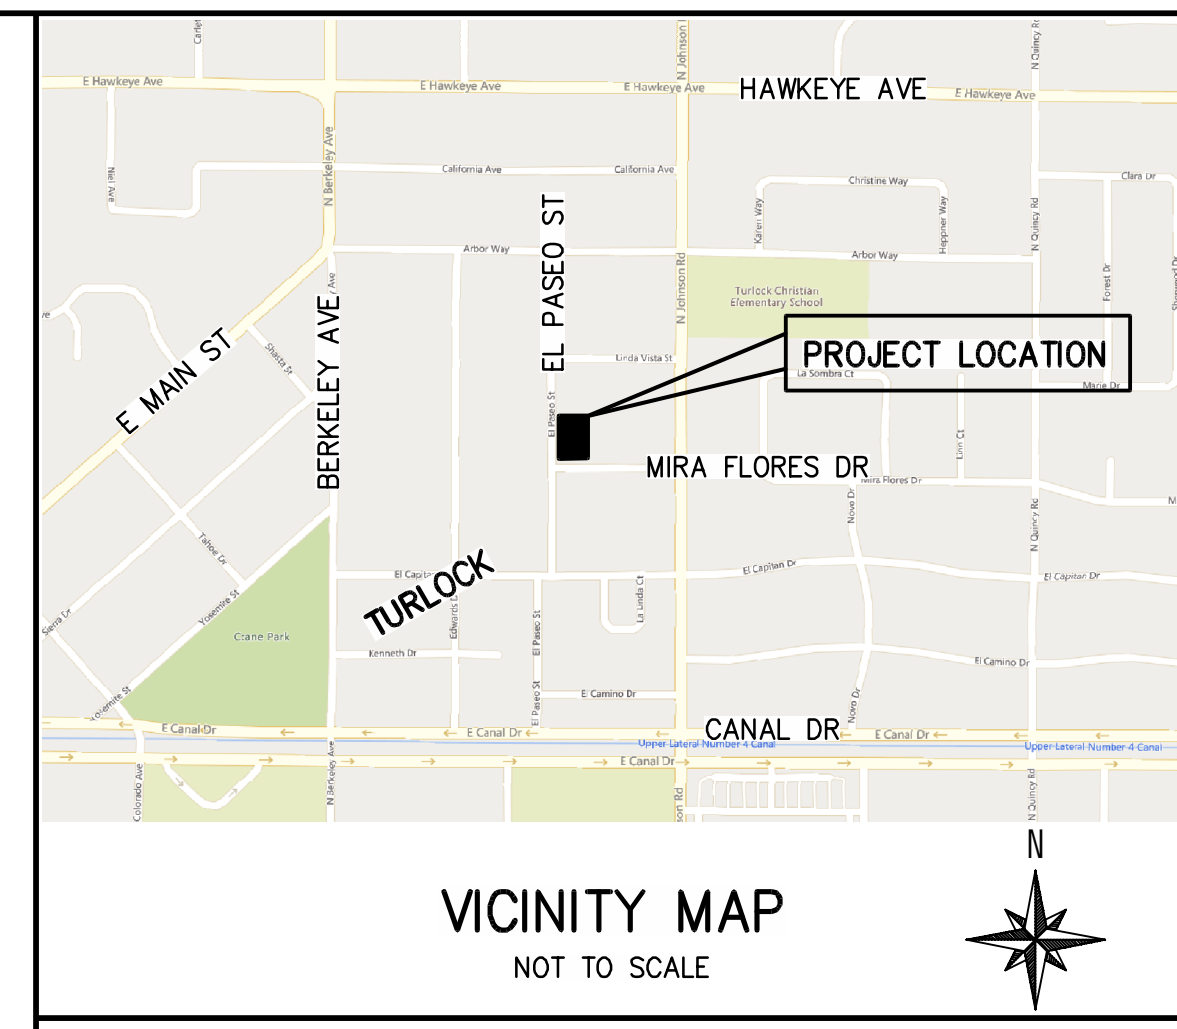 Carlet
N Johnson
N Quincy Rd
E Hawkeye Ave
E Hawkeye Ave
E Hawkeye Ave
HAWKEYE AVE
E Hawkeye Ave
N Berkeley Ave
Niel Ave
California Ave
California Ave
Christine Way
Clara Dr
Karen Way
Heppner Way
N Quincy Rd
EL PASEO ST
Arbor Way
Arbor Way
N Johnson Rd
Forest Dr
Ave
Turlock Christian
Elementary School
BERKELEY AVE
E MAIN ST
Shasta St
Linda Vista St
PROJECT LOCATION
La Sombra Ct
Marie Dr
El Paseo St
Linn Ct
MIRA FLORES DR
Mira Flores Dr
Novo Dr
N Quincy Rd
M
Tahoe Dr
El Capitan Dr
El Capita
El Capitan Dr
TURLOCK
Yosemite St
La Linda Ct
Sierra Dr
Edwards D
El Paseo St
Crane Park
Kenneth Dr
El Camino Dr
Yosemite St
El Paseo St
El Camino Dr
Novo Dr
E Canal Dr
E Canal Dr
CANAL DR
E Canal Dr
Upper Lateral Number 4 Canal
Upper Lateral Number 4 Canal
E Canal Dr
Colorado Ave
N Berkeley Ave
son Rd
N Quincy Rd
N
VICINITY MAP
NOT TO SCALE